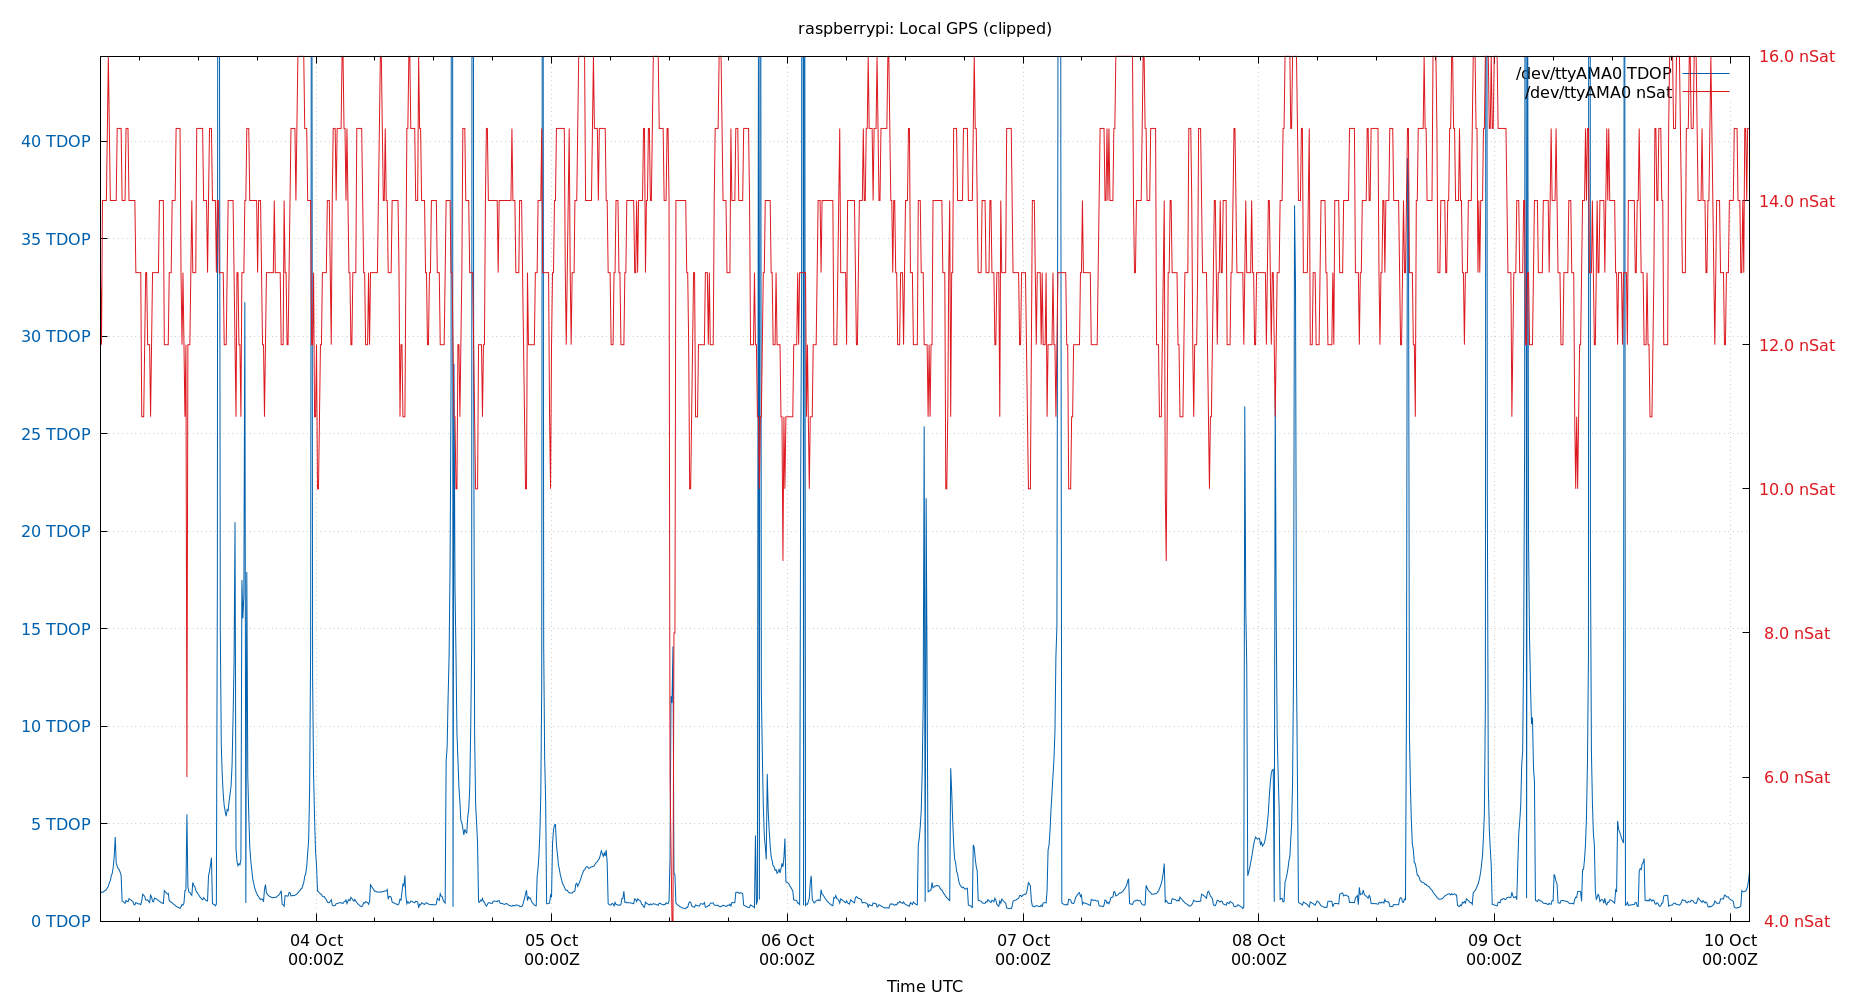 raspberrypi: Local GPS (clipped)
16.0 nSat
/dev/ttyAMA0 TDOP
/dev/ttyAMA0 nSat
40 TDOP
14.0 nSat
35 TDOP
30 TDOP
12.0 nSat
25 TDOP
10.0 nSat
20 TDOP
15 TDOP
8.0 nSat
10 TDOP
6.0 nSat
5 TDOP
0 TDOP
4.0 nSat
04 Oct 05 Oct 06 Oct 07 Oct 08 Oct 09 Oct 10 Oct
00:00Z 00:00Z 00:00Z 00:00Z 00:00Z 00:00Z 00:00Z
Time UTC